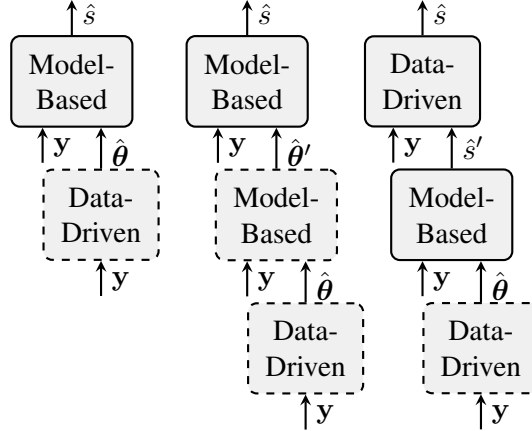 ŝ
Model-
Based
y
θ̂
Data-
Driven
y
ŝ
Model-
Based
y
θ̂′
Model-
Based
y
θ̂
Data-
Driven
y
ŝ
Data-
Driven
y
ŝ′
Model-
Based
y
θ̂
Data-
Driven
y